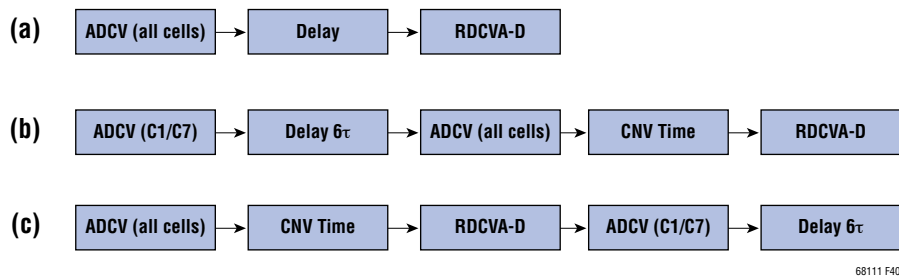 (a) ADCV (all cells) Delay RDCVA-D
(b) ADCV (C1/C7) Delay 6τ ADCV (all cells) CNV Time RDCVA-D
(c) ADCV (all cells) CNV Time RDCVA-D ADCV (C1/C7) Delay 6τ
68111 F40